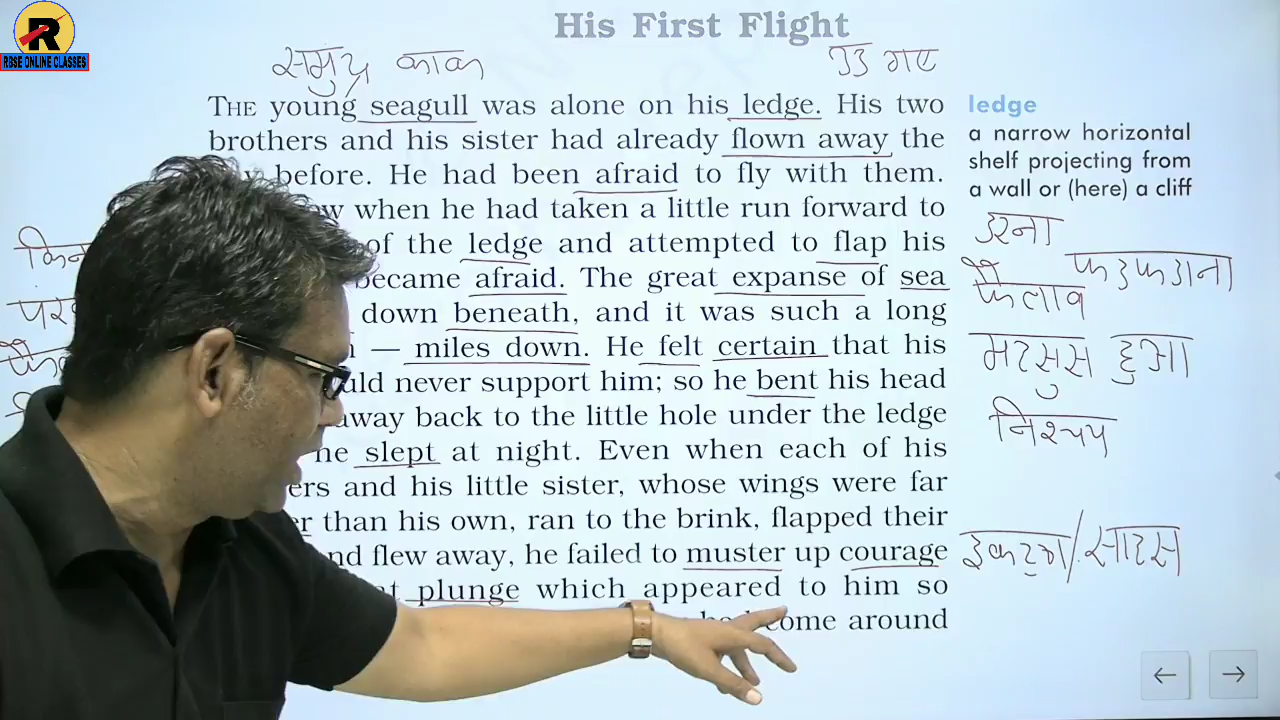 R
RBSE ONLINE CLASSES
His First Flight
समुद्र काक
उड़ गए
THE young seagull was alone on his ledge. His two
brothers and his sister had already flown away the
before. He had been afraid to fly with them.
when he had taken a little run forward to
of the ledge and attempted to flap his
became afraid. The great expanse of sea
down beneath, and it was such a long
— miles down. He felt certain that his
never support him; so he bent his head
away back to the little hole under the ledge
he slept at night. Even when each of his
and his little sister, whose wings were far
than his own, ran to the brink, flapped their
flew away, he failed to muster up courage
plunge which appeared to him so
come around
ledge
a narrow horizontal
shelf projecting from
a wall or (here) a cliff
डरना
फडफडाना
फैलाव
महसुस हुआ
निश्चय
इकट्ठा/साहस
← →